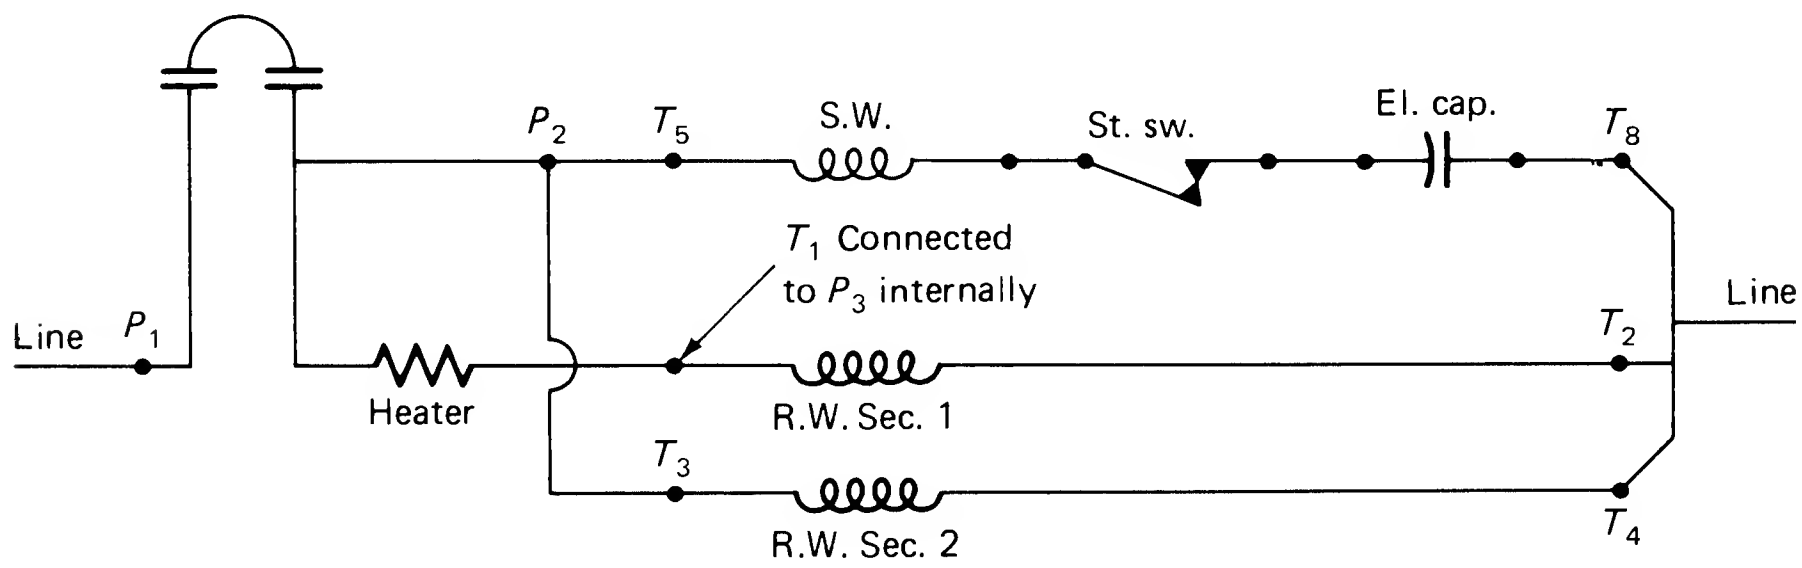 El. cap.
S.W.
P₂
T₅
St. sw.
T₈
T₁ Connected
to P₃ internally
Line
P₁
Line
T₂
Heater
R.W. Sec. 1
T₃
T₄
R.W. Sec. 2